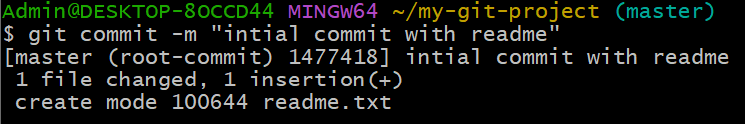 Admin@DESKTOP-8OCCD44 MINGW64 ~/my-git-project (master)
$ git commit -m "intial commit with readme"
[master (root-commit) 1477418] intial commit with readme
 1 file changed, 1 insertion(+)
 create mode 100644 readme.txt